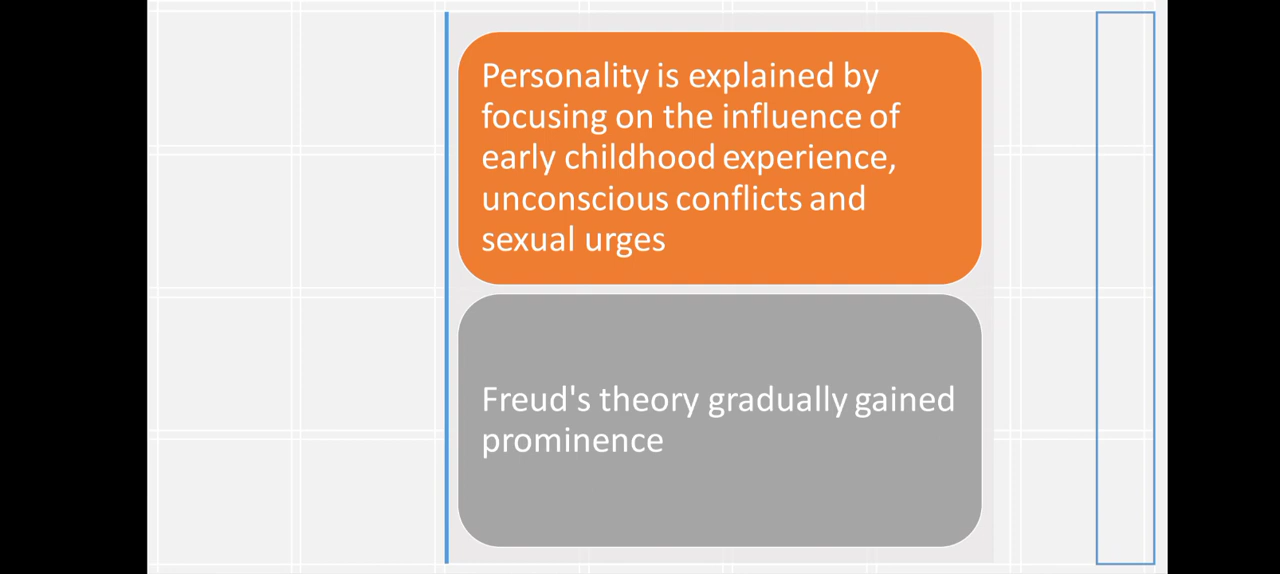 Personality is explained by
focusing on the influence of
early childhood experience,
unconscious conflicts and
sexual urges
Freud's theory gradually gained
prominence